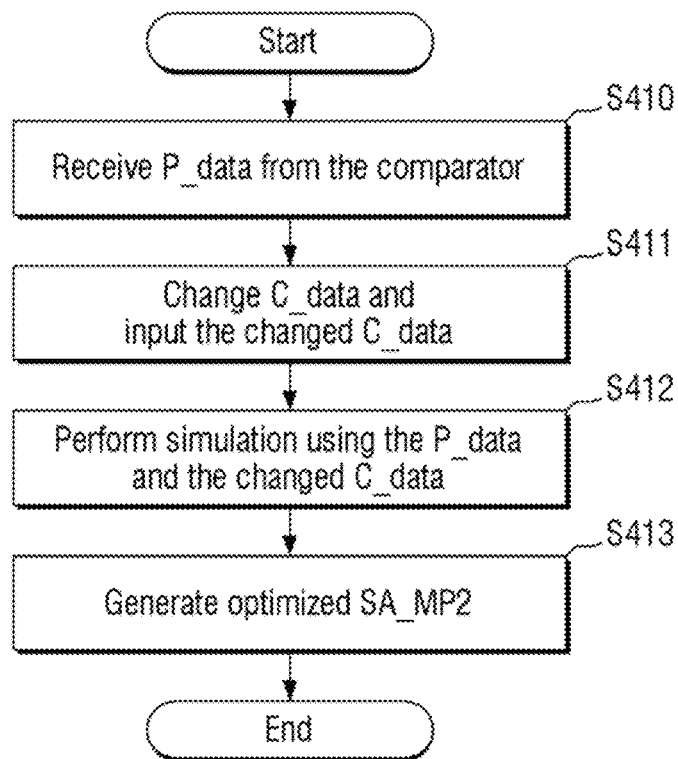 Start
S410
Receive P_data from the comparator
S411
Change C_data and
input the changed C_data
S412
Perform simulation using the P_data
and the changed C_data
S413
Generate optimized SA_MP2
End